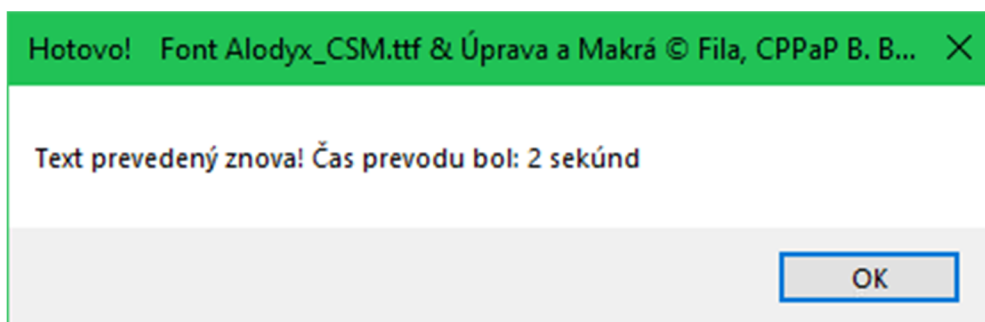 Hotovo! Font Alodyx_CSM.ttf & Úprava a Makrá © Fila, CPPaP B. B...
Text prevedený znova! Čas prevodu bol: 2 sekúnd
OK